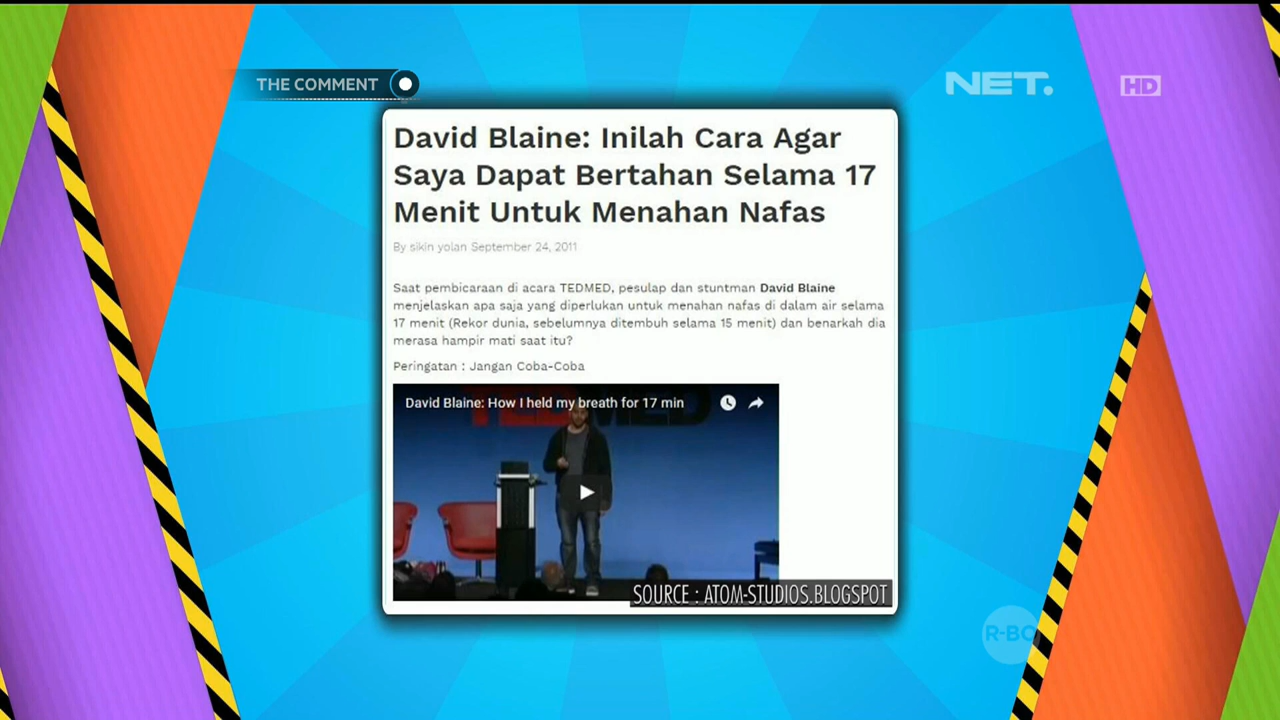 THE COMMENT
NET.
HD
David Blaine: Inilah Cara Agar
Saya Dapat Bertahan Selama 17
Menit Untuk Menahan Nafas
By sikin yolan September 24, 2011
Saat pembicaraan di acara TEDMED, pesulap dan stuntman David Blaine
menjelaskan apa saja yang diperlukan untuk menahan nafas di dalam air selama
17 menit (Rekor dunia, sebelumnya ditembuh selama 15 menit) dan benarkah dia
merasa hampir mati saat itu?
Peringatan : Jangan Coba-Coba
David Blaine: How I held my breath for 17 min
TEDMED
SOURCE : ATOM-STUDIOS.BLOGSPOT
R-BO